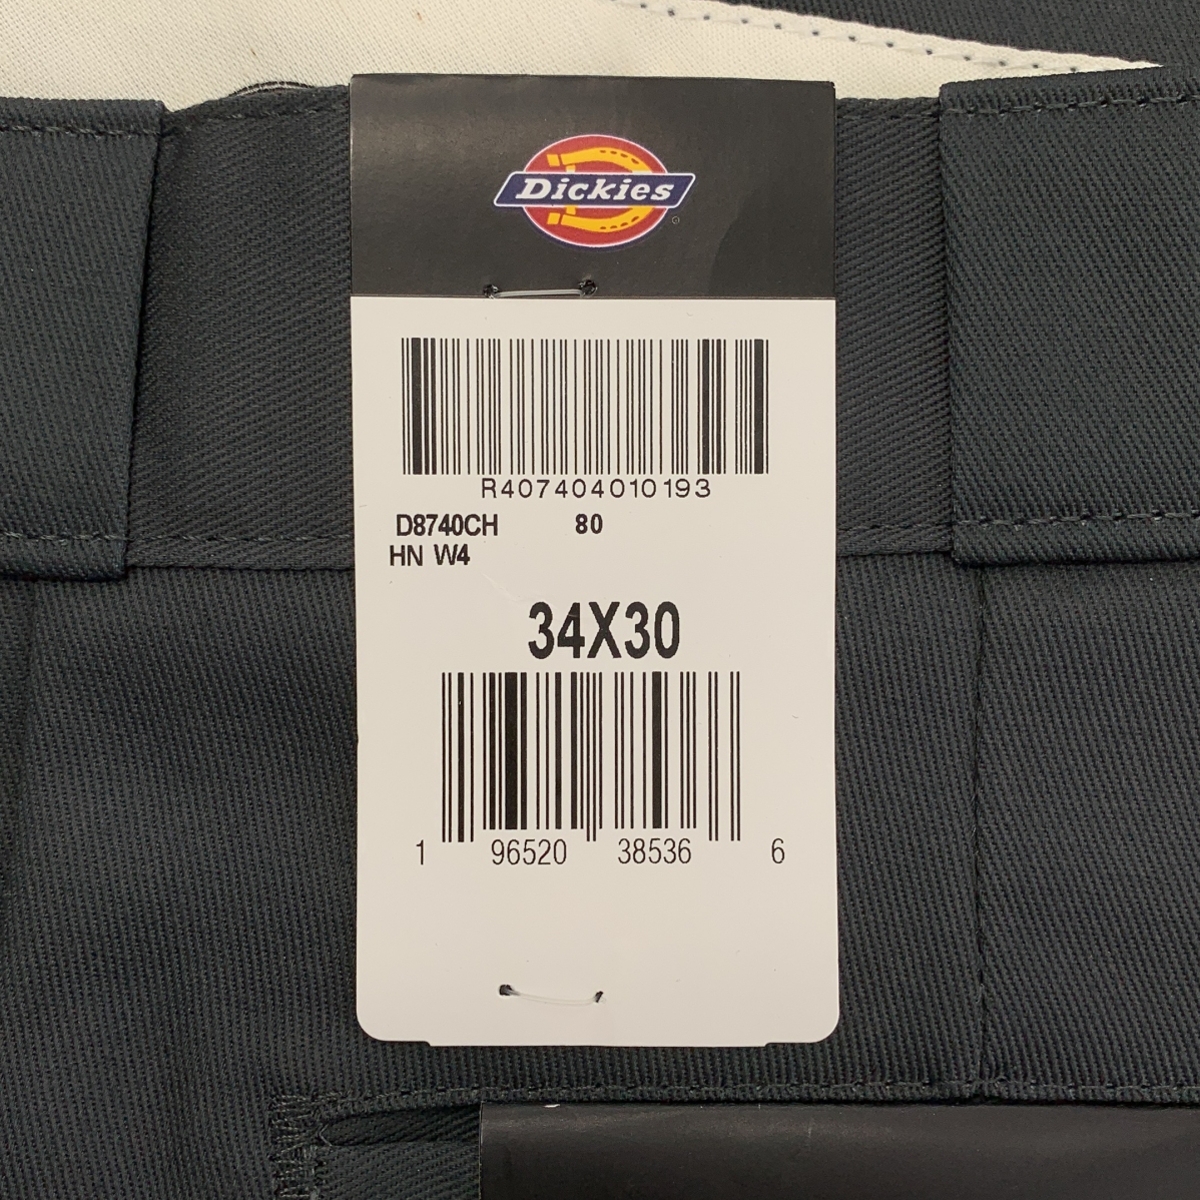 Dickies
R407404010193
D8740CH 80
HN W4
34X30
1 96520 38536 6